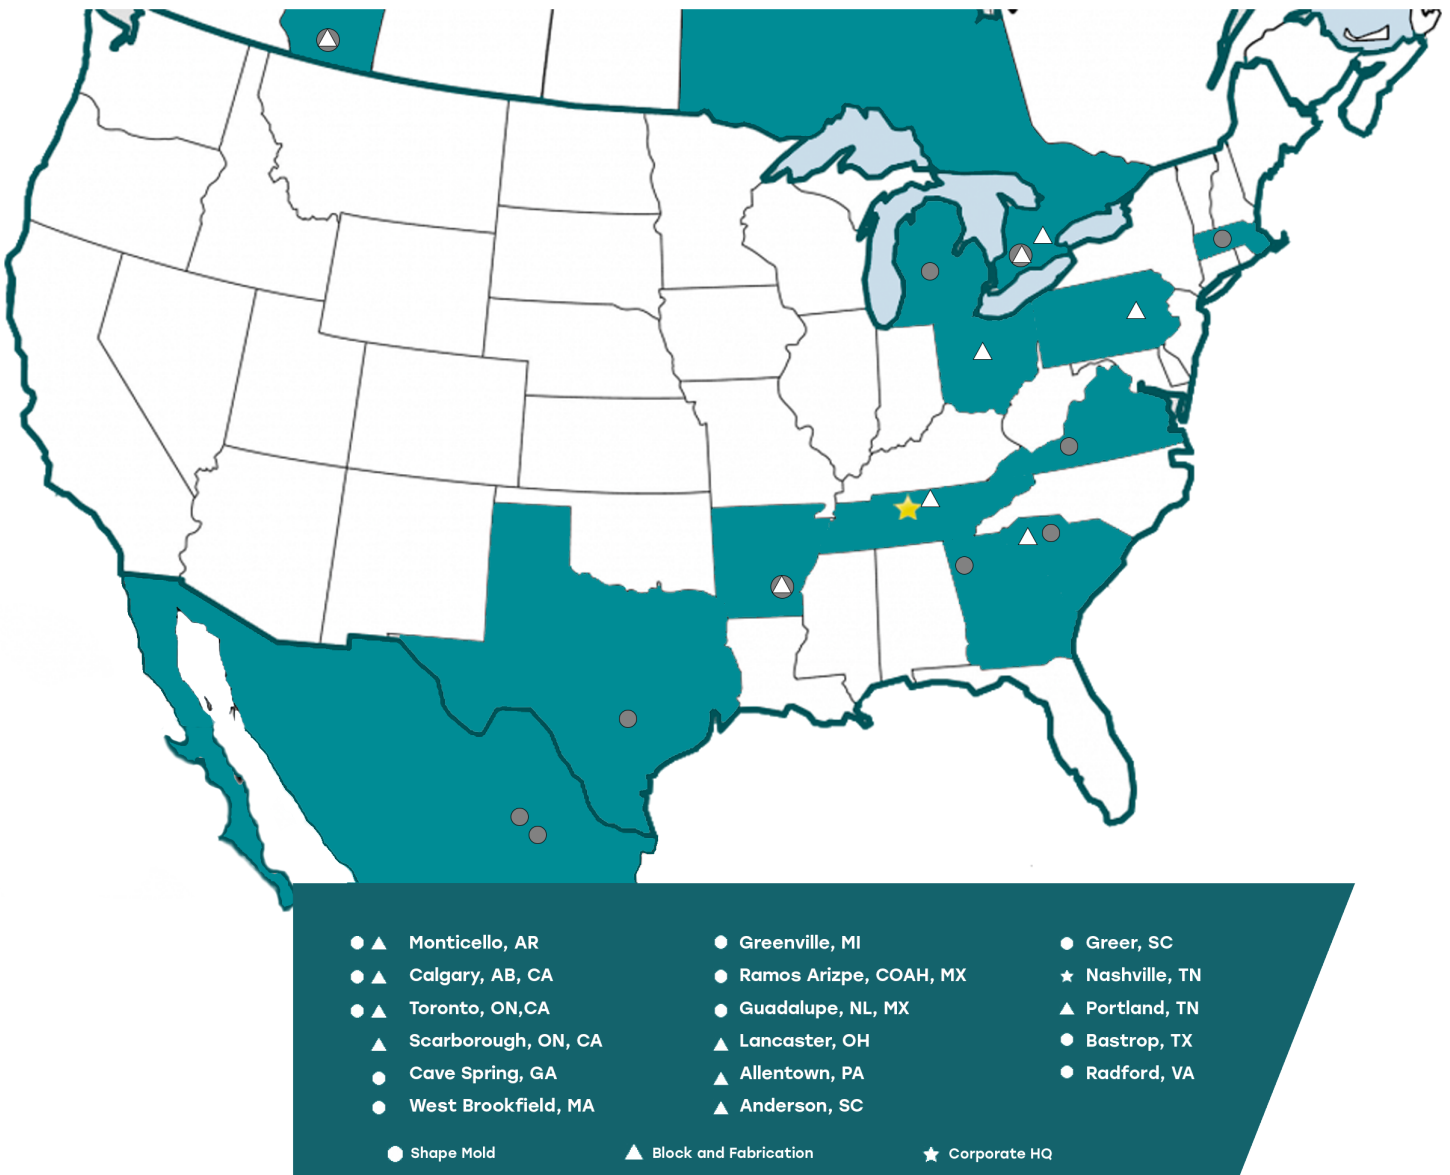 Monticello, AR
Calgary, AB, CA
Toronto, ON,CA
Scarborough, ON, CA
Cave Spring, GA
West Brookfield, MA
Greenville, MI
Ramos Arizpe, COAH, MX
Guadalupe, NL, MX
Lancaster, OH
Allentown, PA
Anderson, SC
Greer, SC
Nashville, TN
Portland, TN
Bastrop, TX
Radford, VA
Shape Mold
Block and Fabrication
Corporate HQ